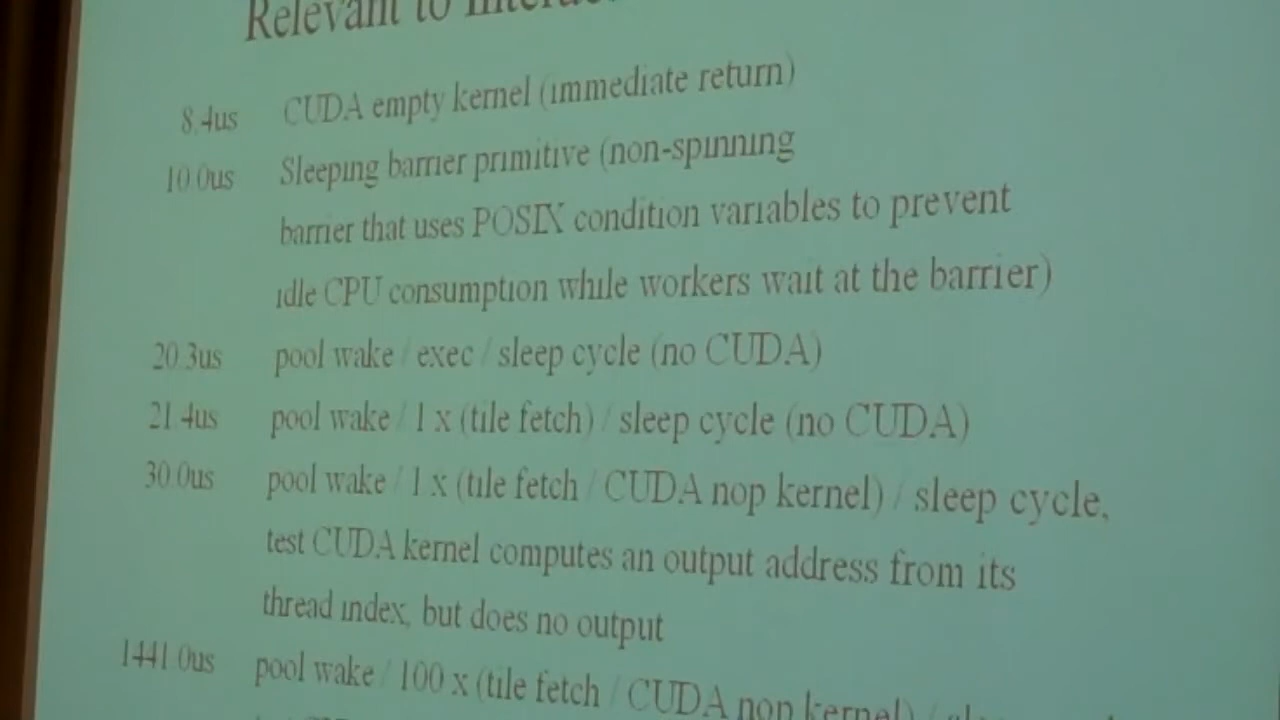 Relevant to
8.4us CUDA empty kernel (immediate return)
10.0us Sleeping barrier primitive (non-spinning
barrier that uses POSIX condition variables to prevent
idle CPU consumption while workers wait at the barrier)
20.3us pool wake / exec / sleep cycle (no CUDA)
21.4us pool wake / 1 x (tile fetch) / sleep cycle (no CUDA)
30.0us pool wake / 1 x (tile fetch / CUDA nop kernel) / sleep cycle,
test CUDA kernel computes an output address from its
thread index, but does no output
1441.0us pool wake / 100 x (tile fetch / CUDA nop kernel) /